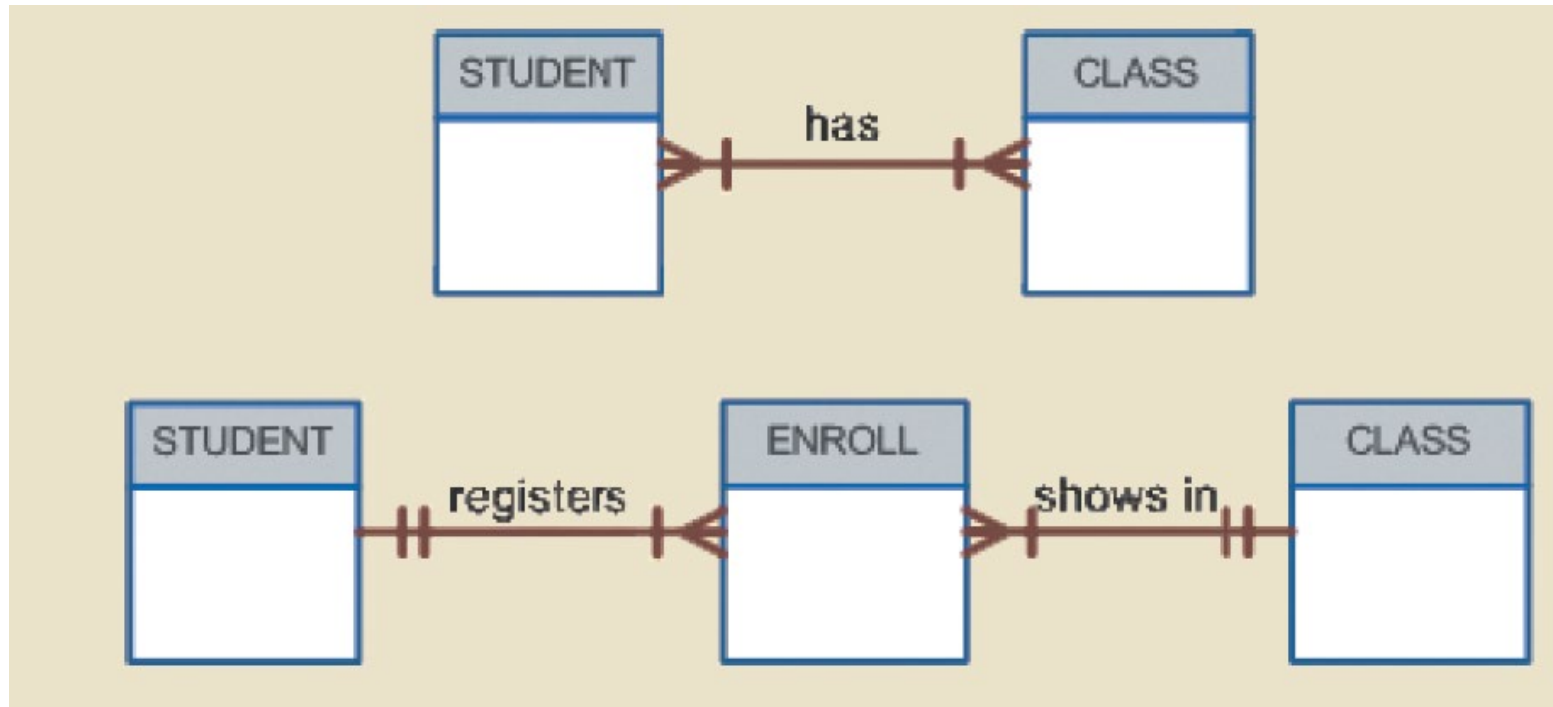 STUDENT
CLASS
has
STUDENT
ENROLL
CLASS
registers
shows in